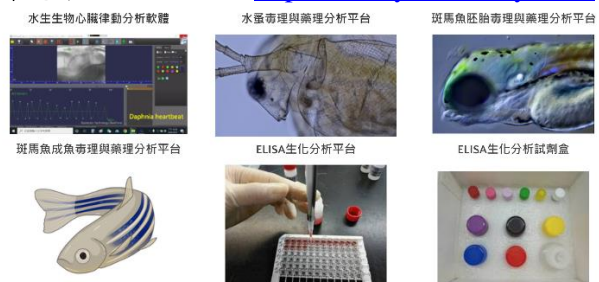 水生生物心臟律動分析軟體
水蚤毒理與藥理分析平台
斑馬魚胚胎毒理與藥理分析平台
Daphnia heartbeat
斑馬魚成魚毒理與藥理分析平台
ELISA生化分析平台
ELISA生化分析試劑盒